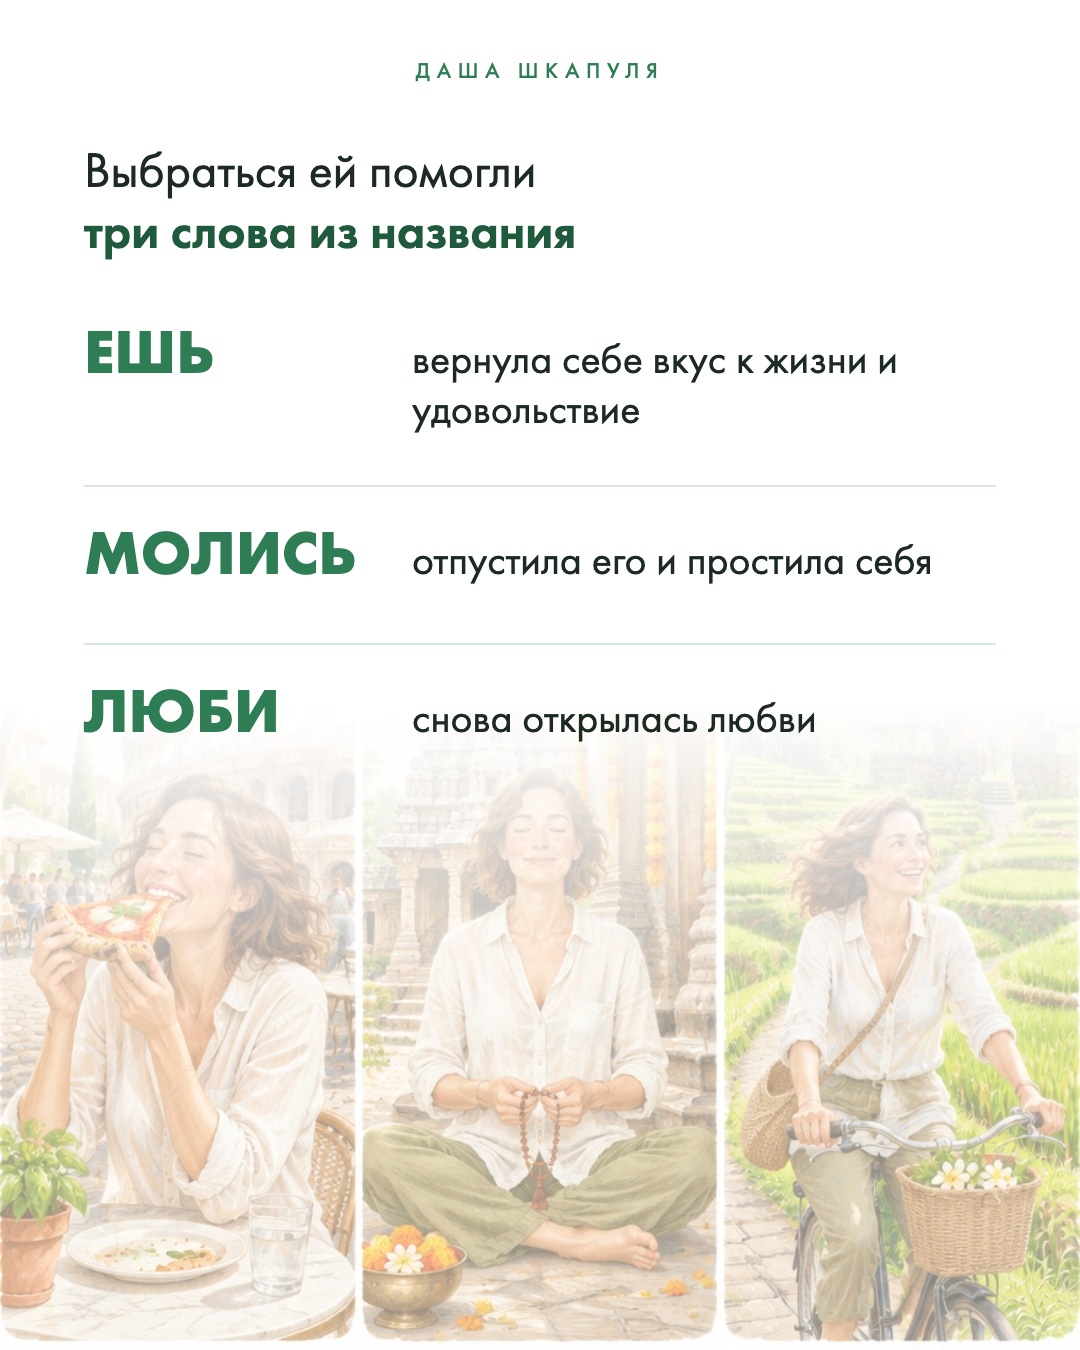 ДАША ШКАПУЛЯ
Выбраться ей помогли
три слова из названия
ЕШЬ
вернула себе вкус к жизни и
удовольствие
МОЛИСЬ
отпустила его и простила себя
ЛЮБИ
снова открылась любви